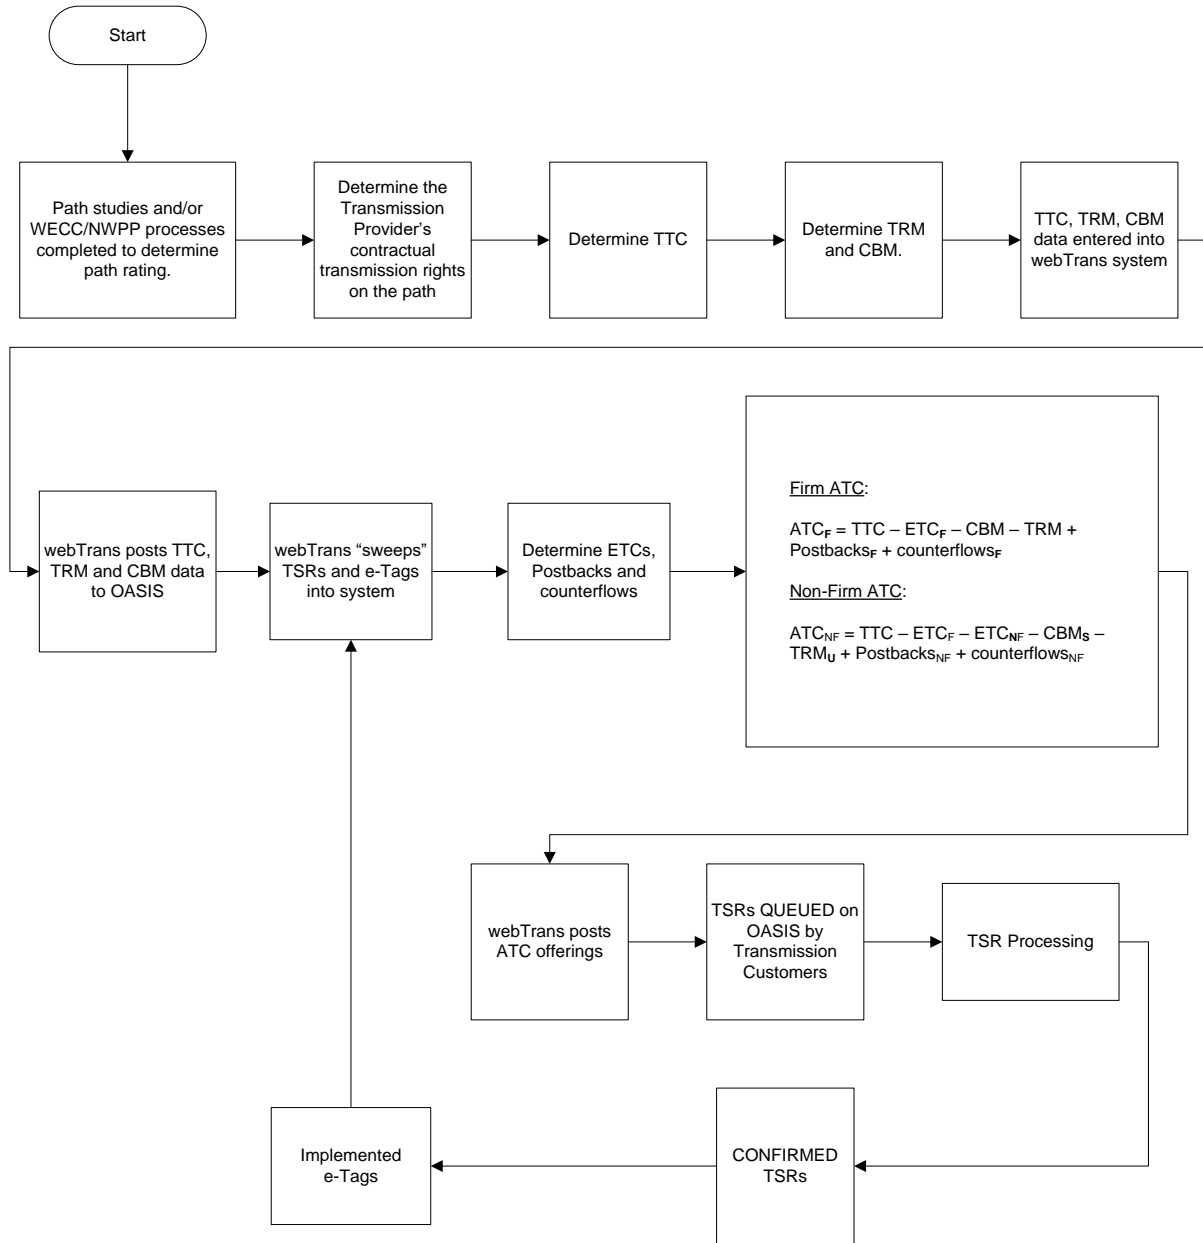 Start
Path studies and/or
WECC/NWPP processes
completed to determine
path rating.
Determine the
Transmission
Provider's
contractual
transmission rights
on the path
Determine TTC
Determine TRM
and CBM.
TTC, TRM, CBM
data entered into
webTrans system
webTrans posts TTC,
TRM and CBM data
to OASIS
webTrans “sweeps”
TSRs and e-Tags
into system
Determine ETCs,
Postbacks and
counterflows
Firm ATC:
ATCF = TTC – ETCF – CBM – TRM +
PostbacksF + counterflowsF
Non-Firm ATC:
ATCNF = TTC – ETCF – ETCNF – CBMS –
TRMU + PostbacksNF + counterflowsNF
webTrans posts
ATC offerings
TSRs QUEUED on
OASIS by
Transmission
Customers
TSR Processing
Implemented
e-Tags
CONFIRMED
TSRs